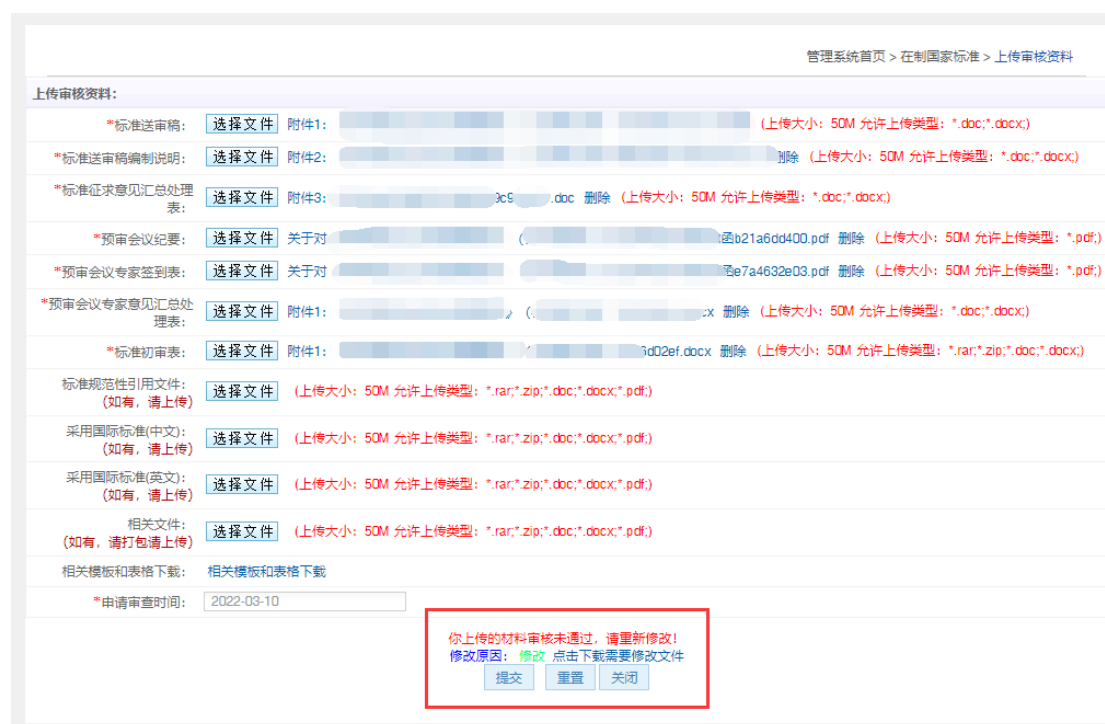 管理系统首页 > 在制国家标准 > 上传审核资料
上传审核资料:
*标准送审稿: 选择文件 附件1: (上传大小: 50M 允许上传类型: *.doc;*.docx;)
*标准送审稿编制说明: 选择文件 附件2: 删除 (上传大小: 50M 允许上传类型: *.doc;*.docx;)
*标准征求意见汇总处理
表: 选择文件 附件3: .doc 删除 (上传大小: 50M 允许上传类型: *.doc;*.docx;)
*预审会议纪要: 选择文件 关于对 函b21a6dd400.pdf 删除 (上传大小: 50M 允许上传类型: *.pdf;)
*预审会议专家签到表: 选择文件 关于对 函e7a4632e03.pdf 删除 (上传大小: 50M 允许上传类型: *.pdf;)
*预审会议专家意见汇总处
理表: 选择文件 附件1: 删除 (上传大小: 50M 允许上传类型: *.doc;*.docx;)
*标准初审表: 选择文件 附件1: 6d02ef.docx 删除 (上传大小: 50M 允许上传类型: *.rar;*.zip;*.doc;*.docx;)
标准规范性引用文件:
(如有, 请上传) 选择文件 (上传大小: 50M 允许上传类型: *.rar;*.zip;*.doc;*.docx;*.pdf;)
采用国际标准(中文):
(如有, 请上传) 选择文件 (上传大小: 50M 允许上传类型: *.rar;*.zip;*.doc;*.docx;*.pdf;)
采用国际标准(英文):
(如有, 请上传) 选择文件 (上传大小: 50M 允许上传类型: *.rar;*.zip;*.doc;*.docx;*.pdf;)
相关文件:
(如有, 请打包请上传) 选择文件 (上传大小: 50M 允许上传类型: *.rar;*.zip;*.doc;*.docx;*.pdf;)
相关模板和表格下载: 相关模板和表格下载
*申请审查时间: 2022-03-10
你上传的材料审核未通过, 请重新修改!
修改原因: 修改 点击下载需要修改文件
提交 重置 关闭